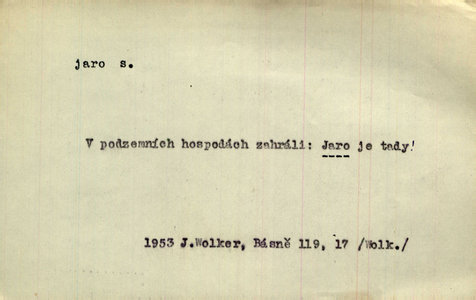 jaro s.
V podzemních hospodách zahráli: Jaro je tady!
1953 J.Wolker, Básně 119, 17 /Wolk./